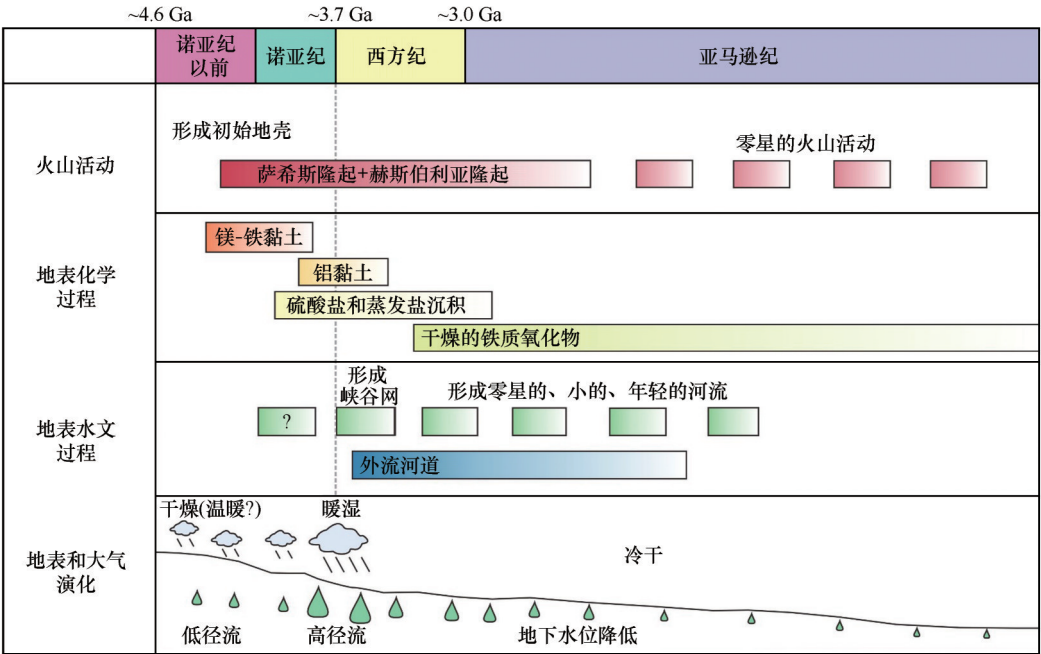 ~4.6 Ga
~3.7 Ga
~3.0 Ga
诺亚纪
以前
诺亚纪
西方纪
亚马逊纪
火山活动
形成初始地壳
零星的火山活动
萨希斯隆起+赫斯伯利亚隆起
地表化学
过程
镁-铁黏土
铝黏土
硫酸盐和蒸发盐沉积
干燥的铁质氧化物
地表水文
过程
形成
峡谷网
形成零星的、小的、年轻的河流
?
外流河道
地表和大气
演化
干燥(温暖?)
暖湿
冷干
低径流
高径流
地下水位降低